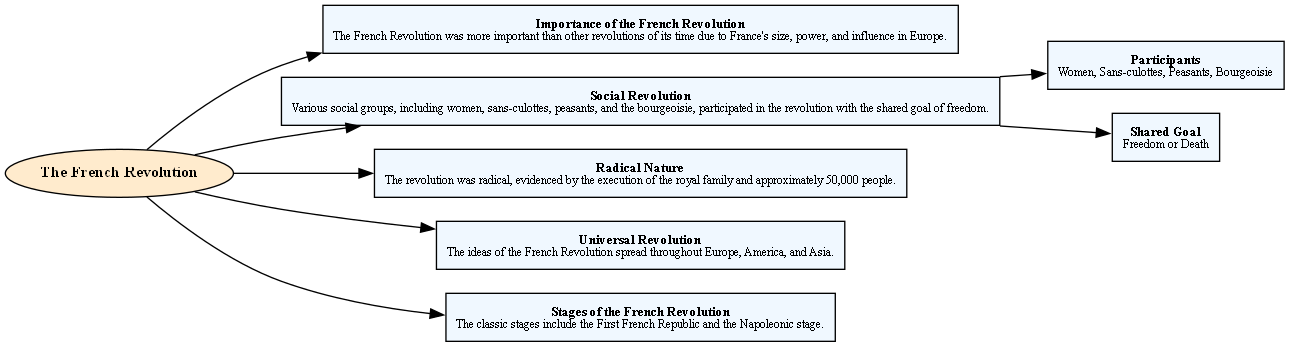 The French Revolution
Importance of the French Revolution
The French Revolution was more important than other revolutions of its time due to France's size, power, and influence in Europe.
Social Revolution
Various social groups, including women, sans-culottes, peasants, and the bourgeoisie, participated in the revolution with the shared goal of freedom.
Participants
Women, Sans-culottes, Peasants, Bourgeoisie
Shared Goal
Freedom or Death
Radical Nature
The revolution was radical, evidenced by the execution of the royal family and approximately 50,000 people.
Universal Revolution
The ideas of the French Revolution spread throughout Europe, America, and Asia.
Stages of the French Revolution
The classic stages include the First French Republic and the Napoleonic stage.